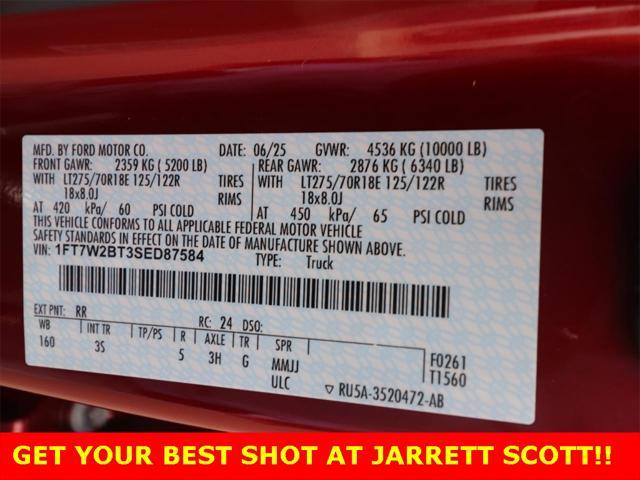 MFD. BY FORD MOTOR CO. DATE: 06/25 GVWR: 4536 KG (10000 LB)
FRONT GAWR: 2359 KG ( 5200 LB) REAR GAWR: 2876 KG ( 6340 LB)
WITH LT275/70R18E 125/122R TIRES WITH LT275/70R18E 125/122R TIRES
18x8.0J RIMS 18x8.0J RIMS
AT 420 kPa/ 60 PSI COLD AT 450 kPa/ 65 PSI COLD
THIS VEHICLE CONFORMS TO ALL APPLICABLE FEDERAL MOTOR VEHICLE
SAFETY STANDARDS IN EFFECT ON THE DATE OF MANUFACTURE SHOWN ABOVE.
VIN: 1FT7W2BT3SED87584 TYPE: Truck
EXT PNT: RR RC: 24 DSO:
WB INT TR TP/PS R AXLE TR SPR
160 3S 5 3H G MMJJ F0261
ULC T1560
▽ RU5A-3520472-AB
GET YOUR BEST SHOT AT JARRETT SCOTT!!